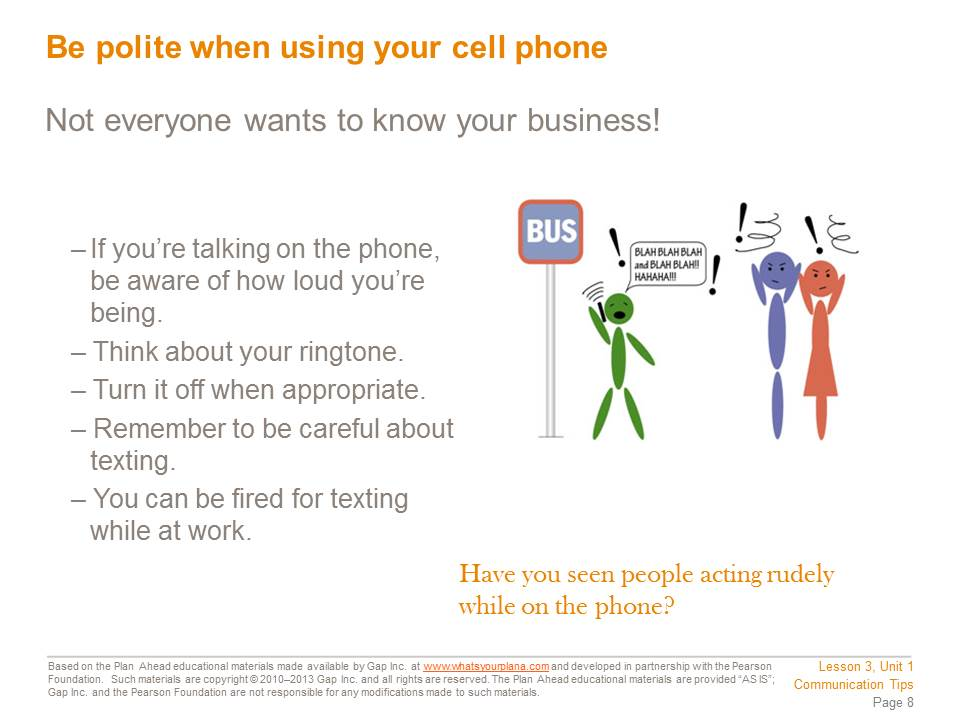 Be polite when using your cell phone
Not everyone wants to know your business!
– If you’re talking on the phone,
be aware of how loud you’re
being.
– Think about your ringtone.
– Turn it off when appropriate.
– Remember to be careful about
texting.
– You can be fired for texting
while at work.
BUS
BLAH BLAH BLAH
and BLAH BLAH!!
HAHAHA!!!
! ! ! !
Have you seen people acting rudely
while on the phone?
Based on the Plan Ahead educational materials made available by Gap Inc. at www.whatsyourplana.com and developed in partnership with the Pearson
Foundation. Such materials are copyright © 2010–2013 Gap Inc. and all rights are reserved. The Plan Ahead educational materials are provided “AS IS”;
Gap Inc. and the Pearson Foundation are not responsible for any modifications made to such materials.
Lesson 3, Unit 1
Communication Tips
Page 8